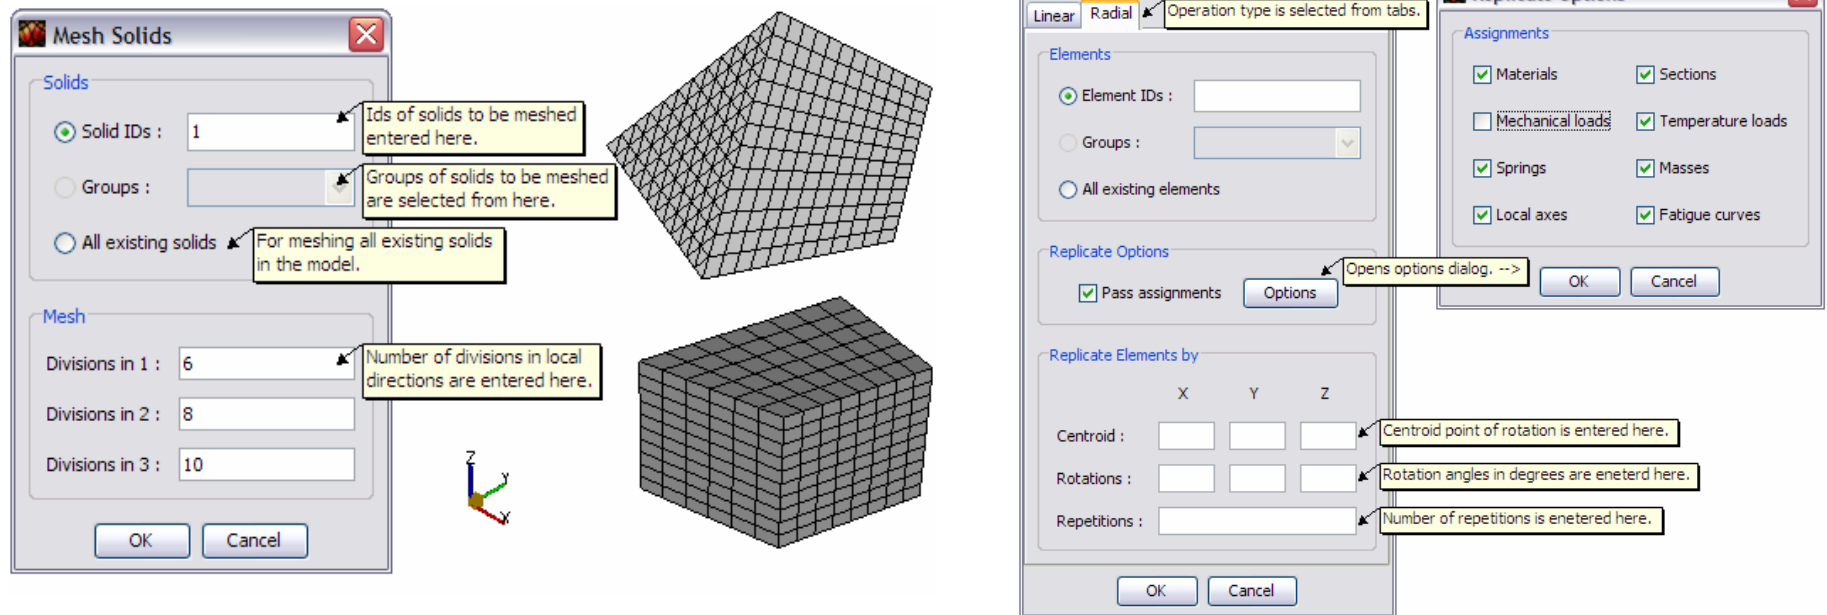 Mesh Solids
Solids
Solid IDs :
1
Ids of solids to be meshed
entered here.
Groups :
Groups of solids to be meshed
are selected from here.
All existing solids
For meshing all existing solids
in the model.
Mesh
Divisions in 1 :
6
Number of divisions in local
directions are entered here.
Divisions in 2 :
8
Divisions in 3 :
10
OK
Cancel
Z
Y
X
Linear
Radial
Operation type is selected from tabs.
Elements
Element IDs :
Groups :
All existing elements
Replicate Options
Pass assignments
Options
Opens options dialog. -->
Replicate Elements by
X Y Z
Centroid :
Centroid point of rotation is entered here.
Rotations :
Rotation angles in degrees are eneterd here.
Repetitions :
Number of repetitions is enetered here.
OK
Cancel
Replicate Options
Assignments
Materials
Sections
Mechanical loads
Temperature loads
Springs
Masses
Local axes
Fatigue curves
OK
Cancel